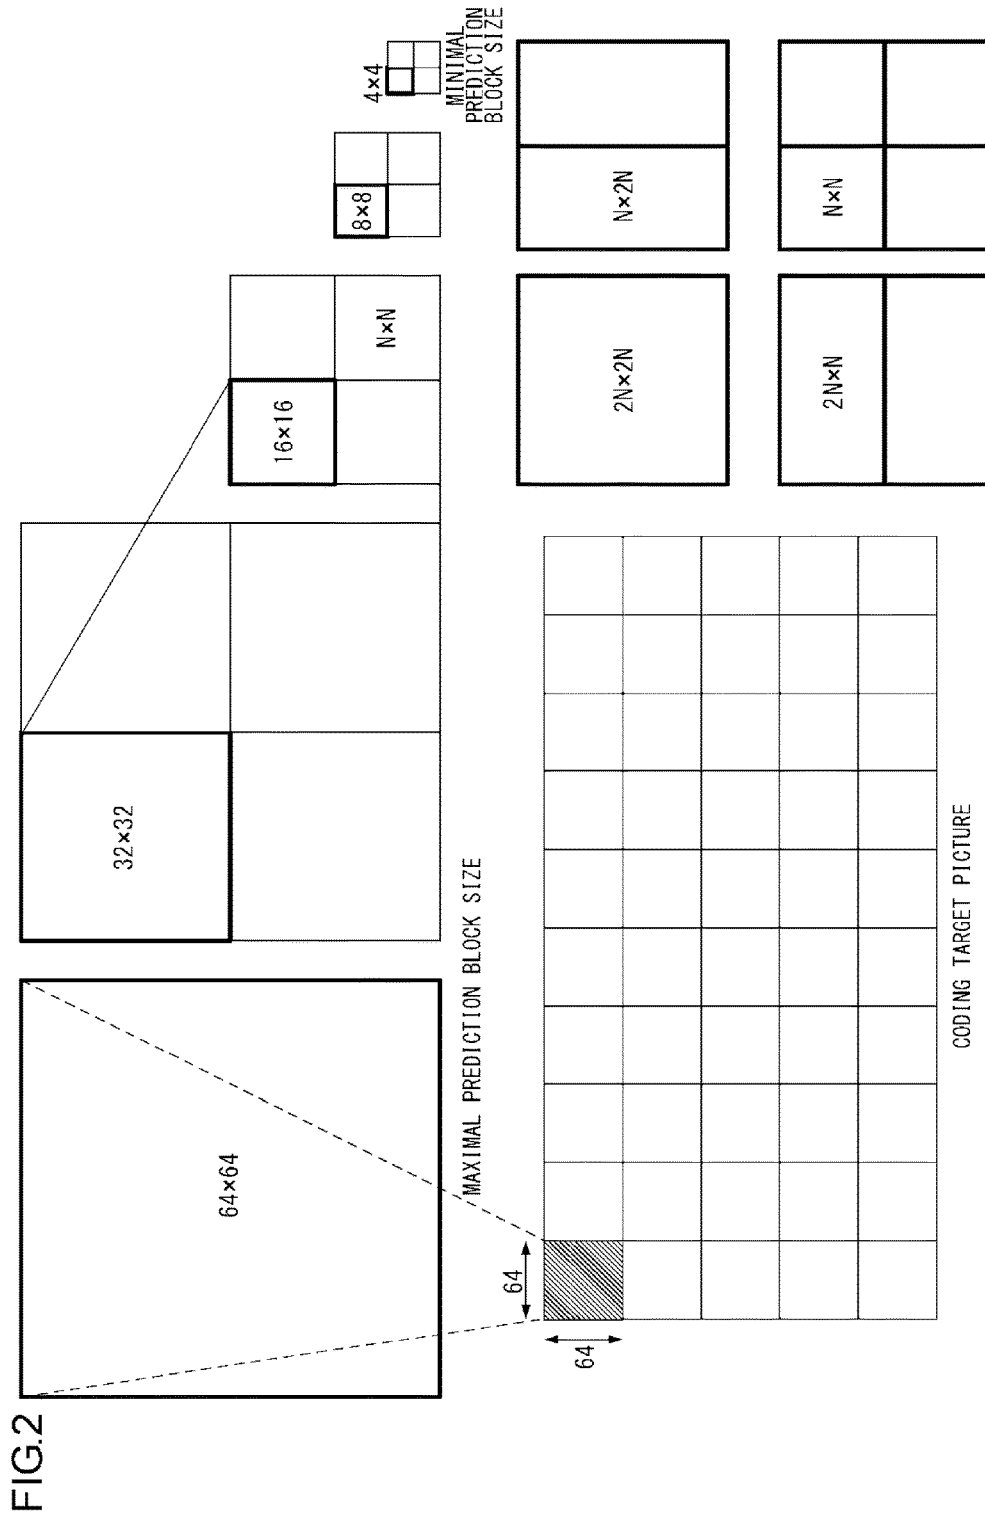 FIG.2
64×64
32×32
16×16
N×N
8×8
4×4
MAXIMAL PREDICTION BLOCK SIZE
MINIMAL
PREDICTION
BLOCK SIZE
64
64
CODING TARGET PICTURE
2N×2N
N×2N
2N×N
N×N